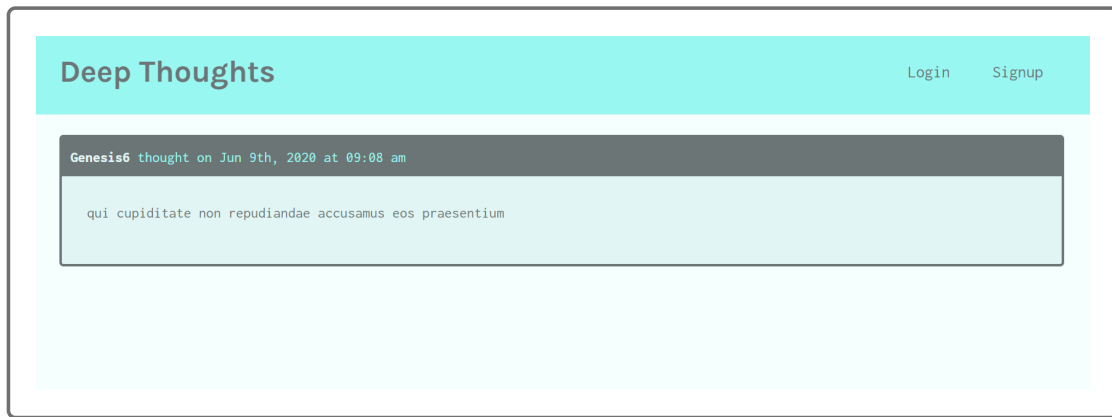 Deep Thoughts
Login Signup
Genesis6 thought on Jun 9th, 2020 at 09:08 am
qui cupiditate non repudiandae accusamus eos praesentium